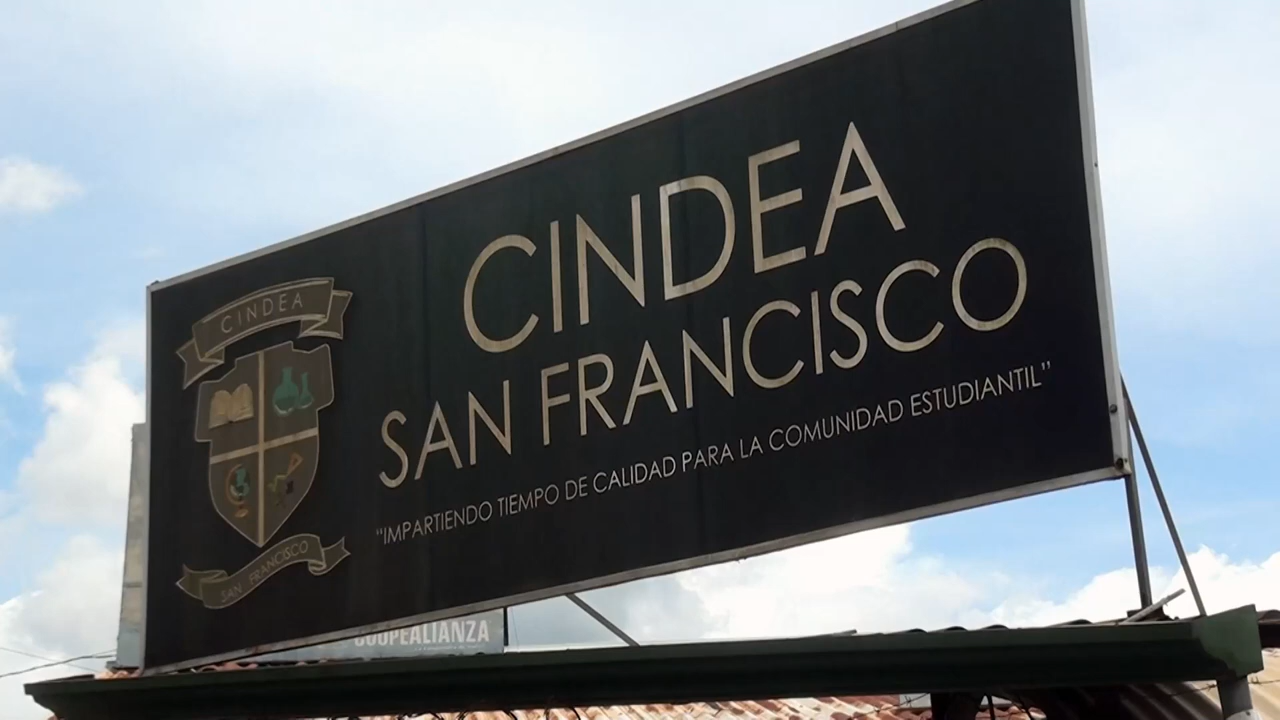 CINDEA
SAN FRANCISCO
CINDEA
SAN FRANCISCO
"IMPARTIENDO TIEMPO DE CALIDAD PARA LA COMUNIDAD ESTUDIANTIL"
COOPEALIANZA